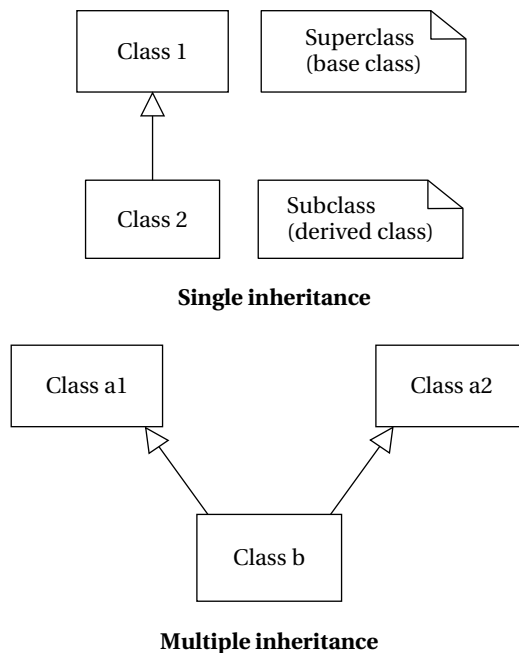 Class 1
Superclass
(base class)
Class 2
Subclass
(derived class)
Single inheritance
Class a1
Class a2
Class b
Multiple inheritance